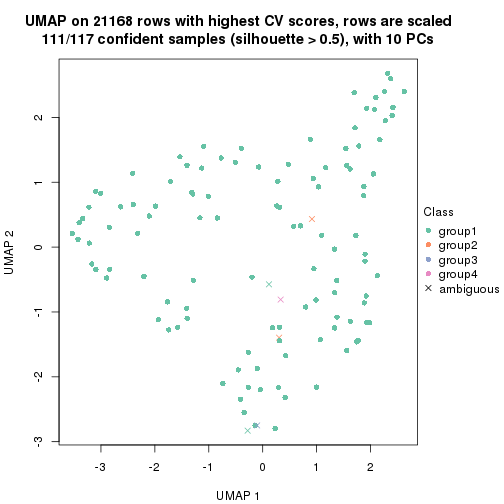 UMAP on 21168 rows with highest CV scores, rows are scaled
111/117 confident samples (silhouette > 0.5), with 10 PCs
2
1
0
-1
-2
-3
UMAP 2
-3 -2 -1 0 1 2
UMAP 1
Class
group1
group2
group3
group4
ambiguous